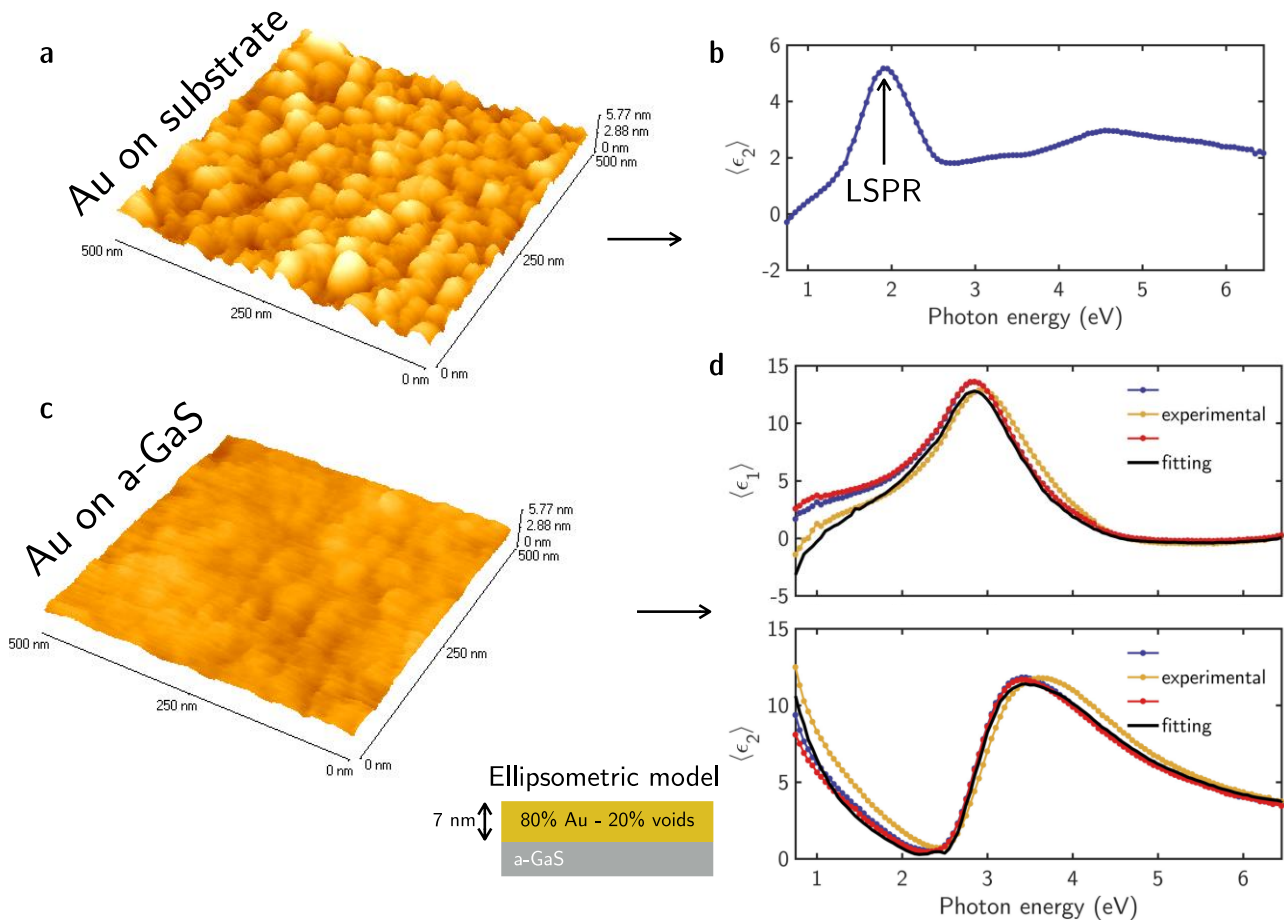 a
Au on substrate
5.77 nm
2.88 nm
0 nm
500 nm
500 nm
250 nm
250 nm
0 nm
0 nm
b
6
4
2
0
-2
⟨ϵ2⟩
LSPR
1 2 3 4 5 6
Photon energy (eV)
c
Au on a-GaS
5.77 nm
2.88 nm
0 nm
500 nm
500 nm
250 nm
250 nm
0 nm
0 nm
Ellipsometric model
7 nm
80% Au - 20% voids
a-GaS
d
15
10
5
0
-5
⟨ϵ1⟩
experimental
fitting
15
10
5
0
⟨ϵ2⟩
experimental
fitting
1 2 3 4 5 6
Photon energy (eV)